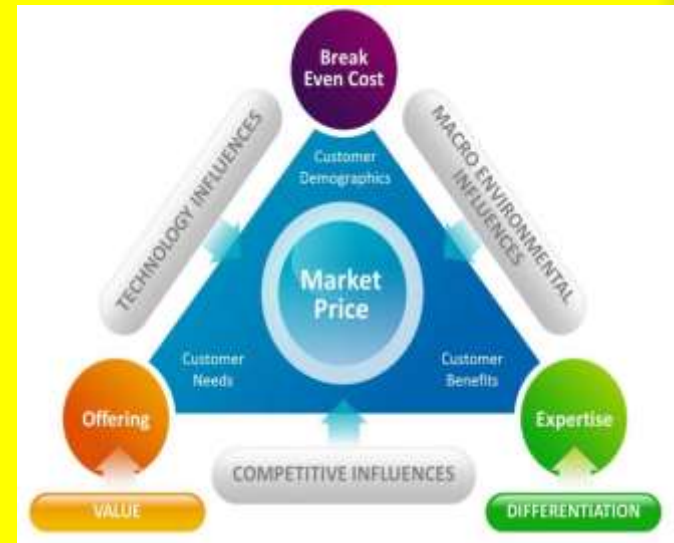 Break
Even Cost
TECHNOLOGY INFLUENCES
MACRO ENVIRONMENTAL
INFLUENCES
Customer
Demographics
Market
Price
Customer
Needs
Customer
Benefits
Offering
Expertise
COMPETITIVE INFLUENCES
VALUE
DIFFERENTIATION